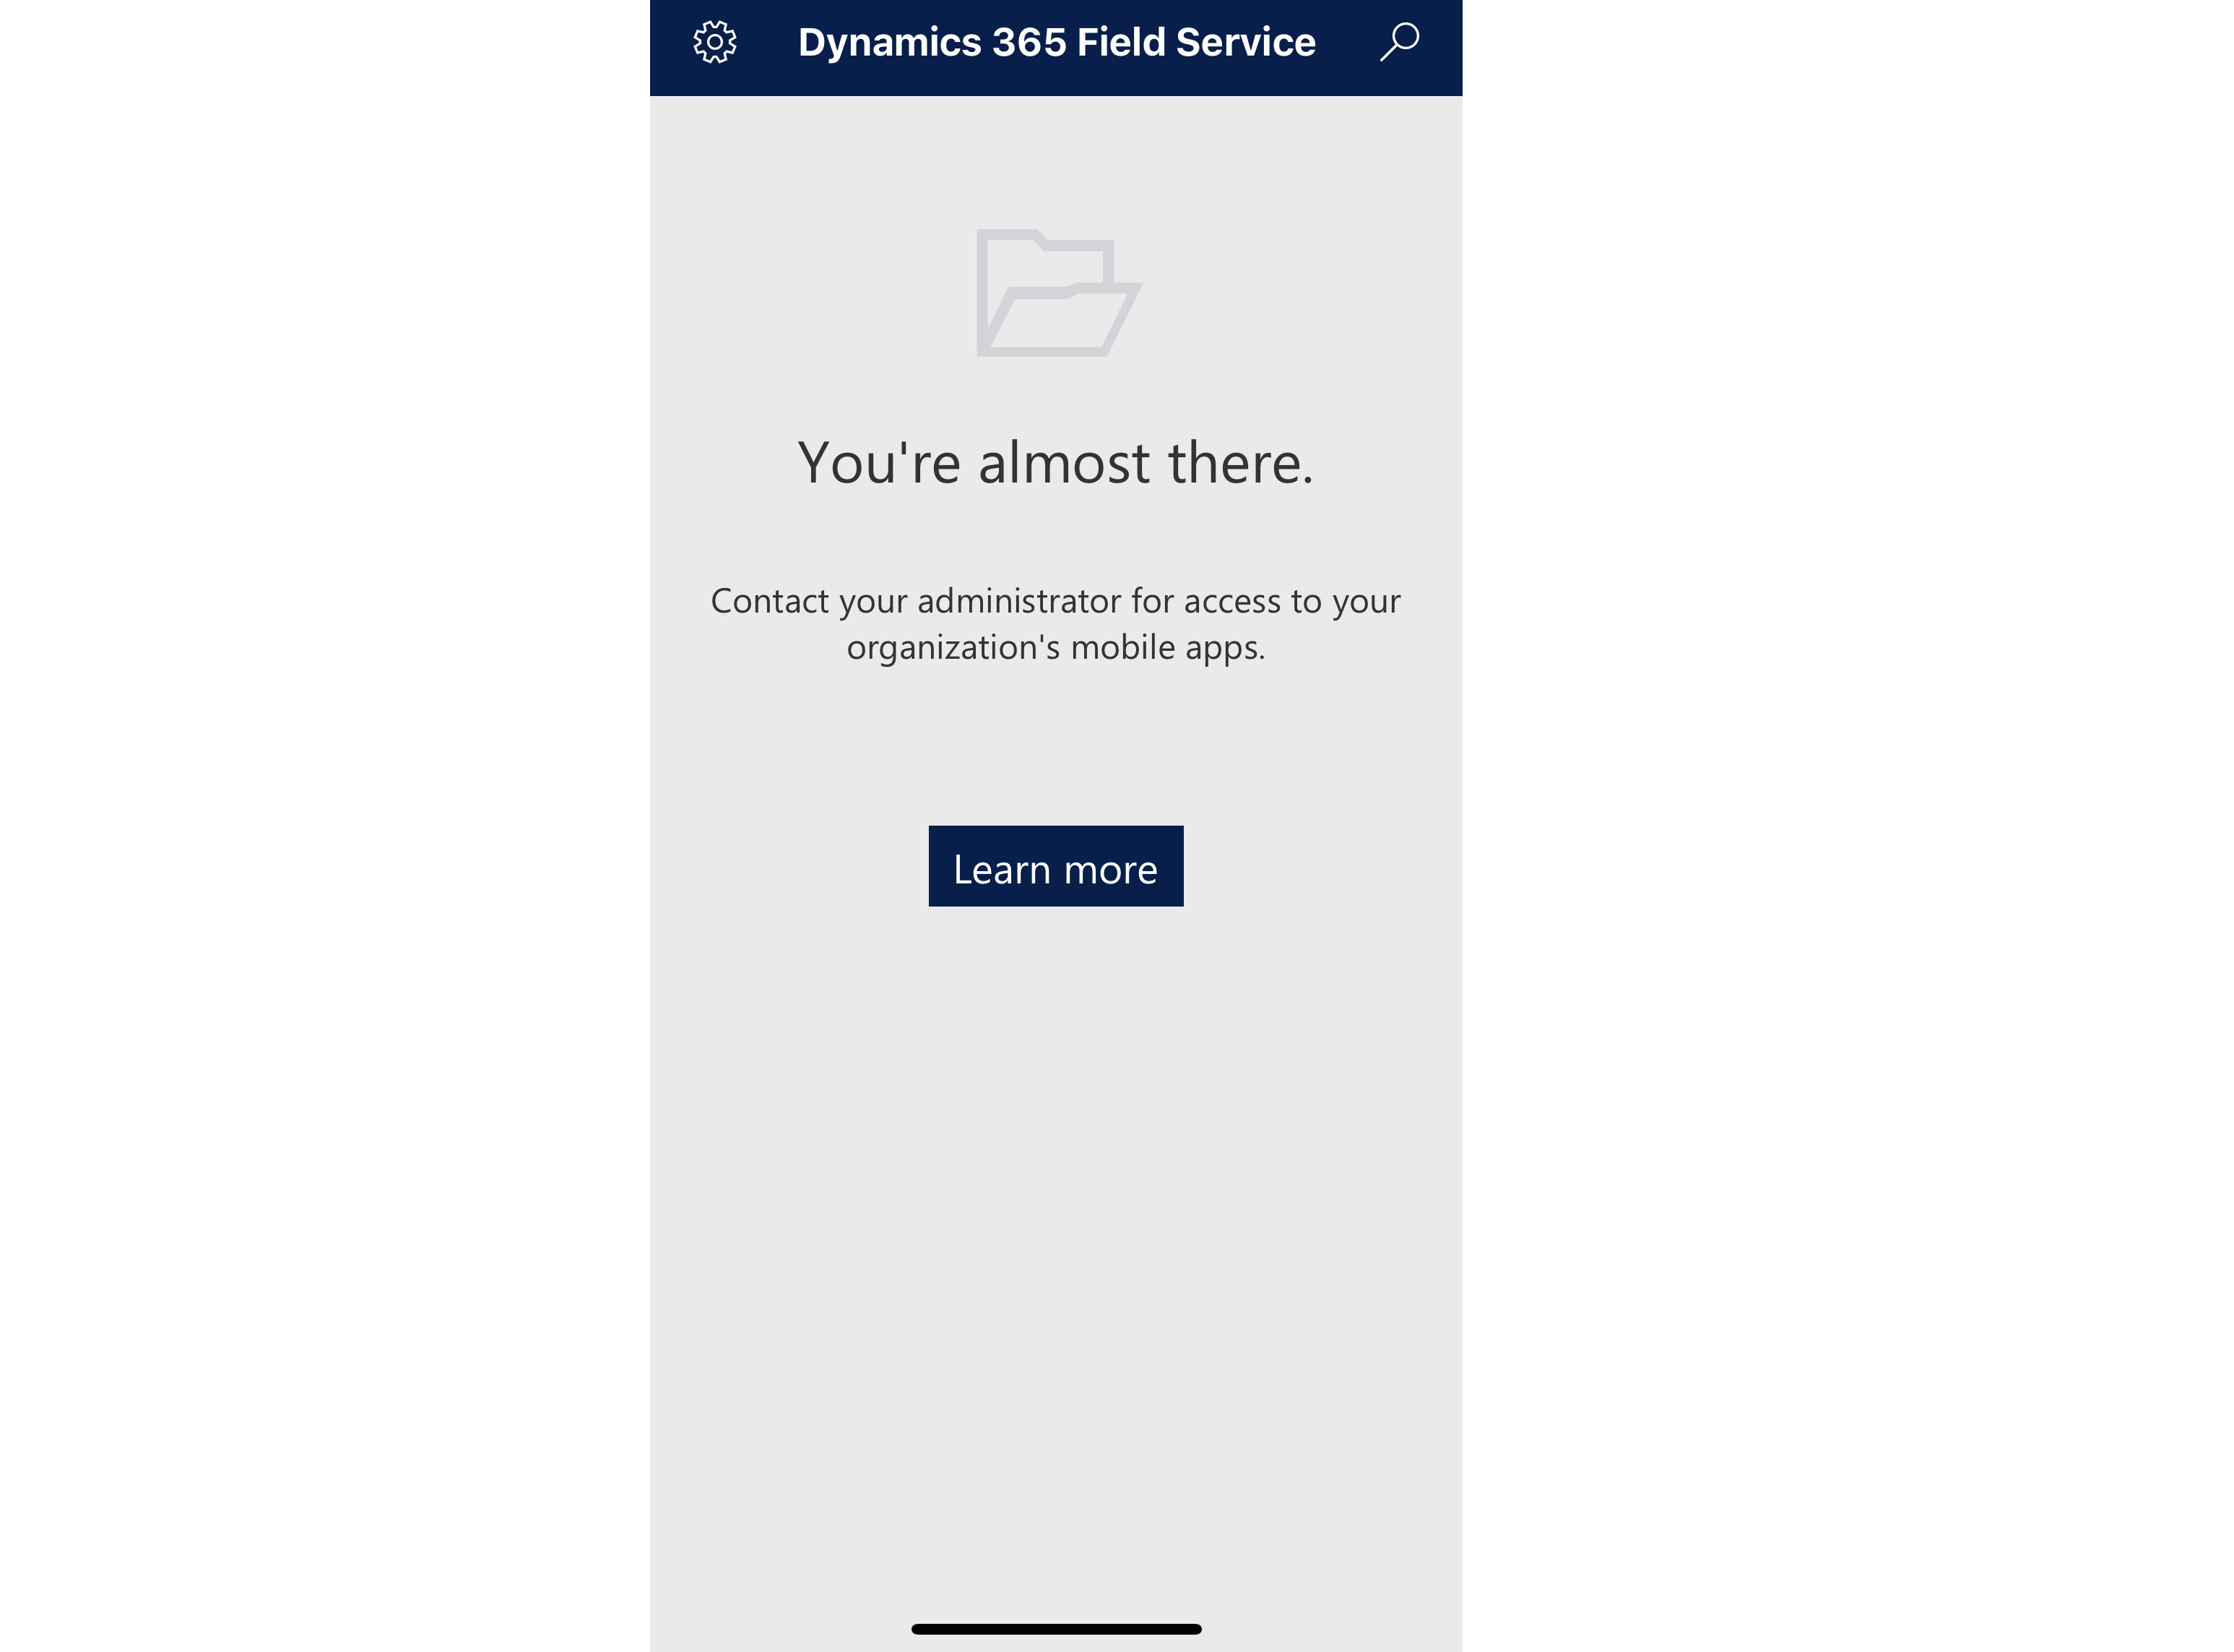 Dynamics 365 Field Service
You're almost there.
Contact your administrator for access to your
organization's mobile apps.
Learn more